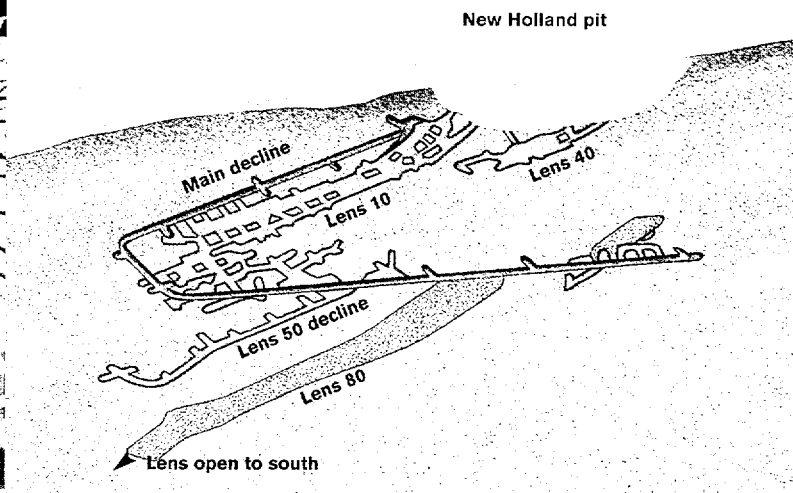 New Holland pit
Main decline
Lens 40
Lens 10
Lens 50 decline
Lens 80
Lens open to south